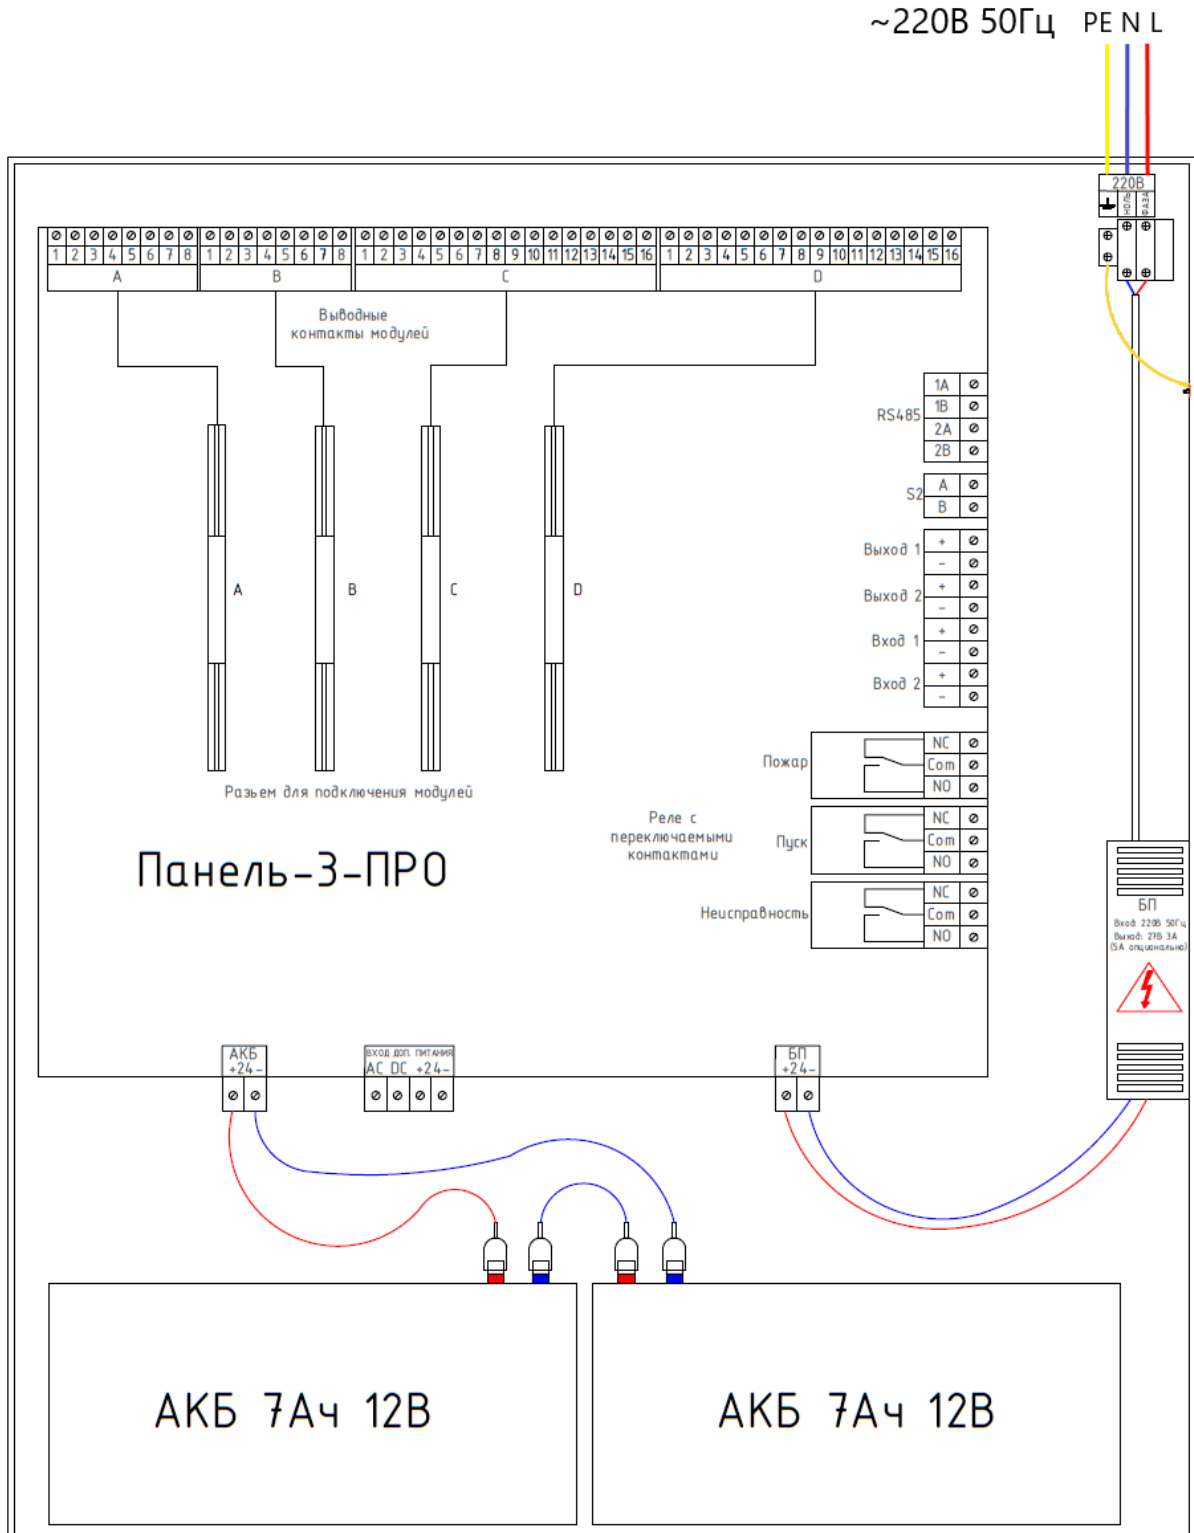 ~220В 50Гц PE N L
220В
НОЛЬ ФАЗА
1 2 3 4 5 6 7 8 1 2 3 4 5 6 7 8 1 2 3 4 5 6 7 8 9 10 11 12 13 14 15 16 1 2 3 4 5 6 7 8 9 10 11 12 13 14 15 16
A B C D
Выводные
контакты модулей
RS485
1A
1B
2A
2B
S2
A
B
Выход 1
+
-
Выход 2
+
-
Вход 1
+
-
Вход 2
+
-
A B C D
Разьем для подключения модулей
Реле с
переключаемыми
контактами
Пожар
NC
Com
NO
Пуск
NC
Com
NO
Неисправность
NC
Com
NO
Панель-3-ПРО
БП
Вход: 220В 50Гц
Выход: 27В 3А
(5А опционально)
АКБ
+24-
ВХОД ДОП. ПИТАНИЯ
AC DC +24-
БП
+24-
АКБ 7Ач 12В
АКБ 7Ач 12В